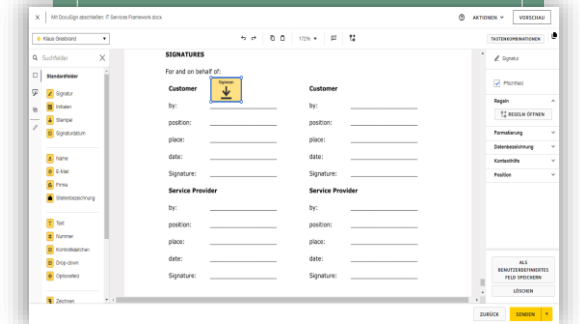 Mit DocuSign abschließen: IT Services Framework.docx
AKTIONEN
VORSCHAU
Klaus Griesbrand
172%
TASTENKOMBINATIONEN
Suchfelder
Standardfelder
Signatur
Initialen
Stempel
Signaturdatum
Name
E-Mail
Firma
Stellenbezeichnung
Text
Nummer
Kontrollkästchen
Drop-down
Optionsfeld
Zeichnen
SIGNATURES
For and on behalf of:
Customer
Customer
by:
by:
position:
position:
place:
place:
date:
date:
Signature:
Signature:
Service Provider
Service Provider
by:
by:
position:
position:
place:
place:
date:
date:
Signature:
Signature:
Signatur
Pflichtfeld
Regeln
REGELN ÖFFNEN
Formatierung
Datenbezeichnung
Kontexthilfe
Position
ALS
BENUTZERDEFINIERTES
FELD SPEICHERN
LÖSCHEN
ZURÜCK
SENDEN